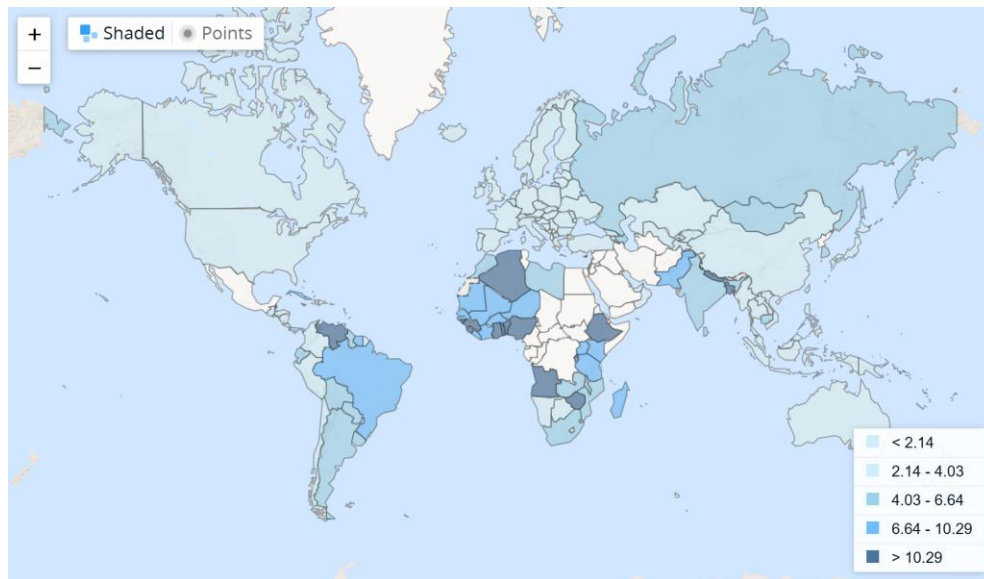 +
Shaded Points
−
< 2.14
2.14 - 4.03
4.03 - 6.64
6.64 - 10.29
> 10.29